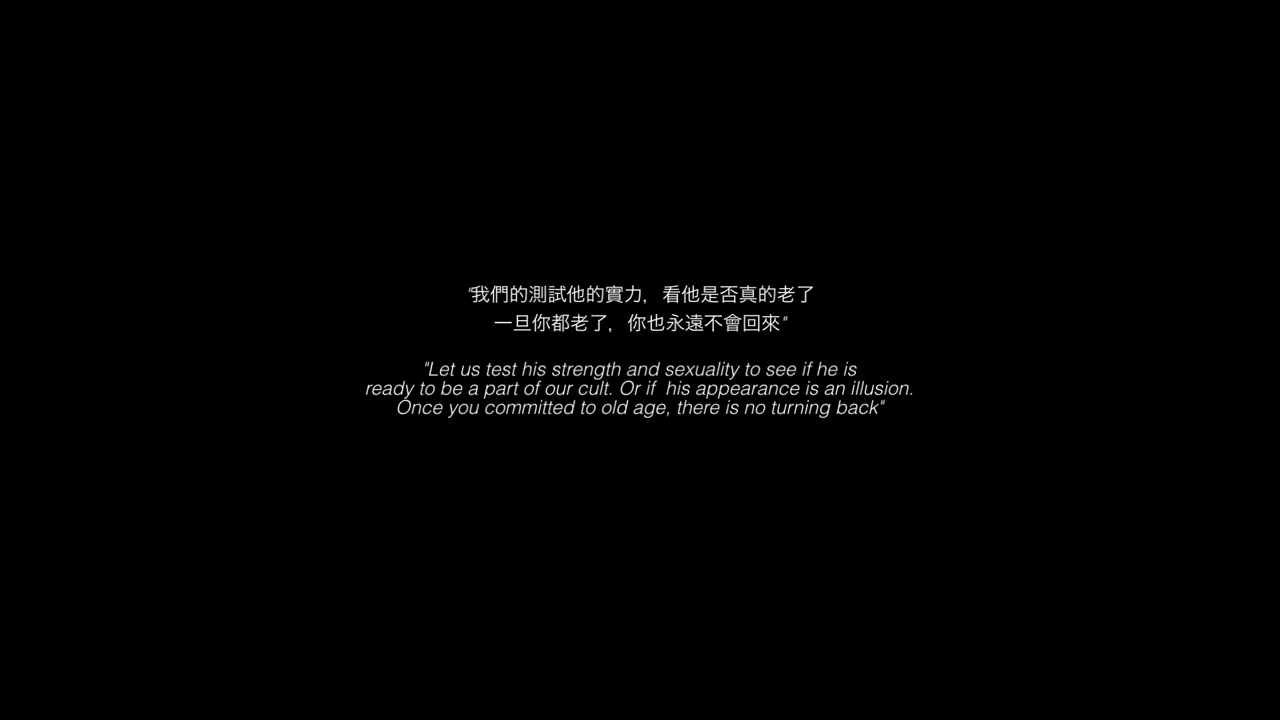 "我們的測試他的實力，看他是否真的老了
一旦你都老了，你也永遠不會回來"
"Let us test his strength and sexuality to see if he is
ready to be a part of our cult. Or if  his appearance is an illusion.
Once you committed to old age, there is no turning back"